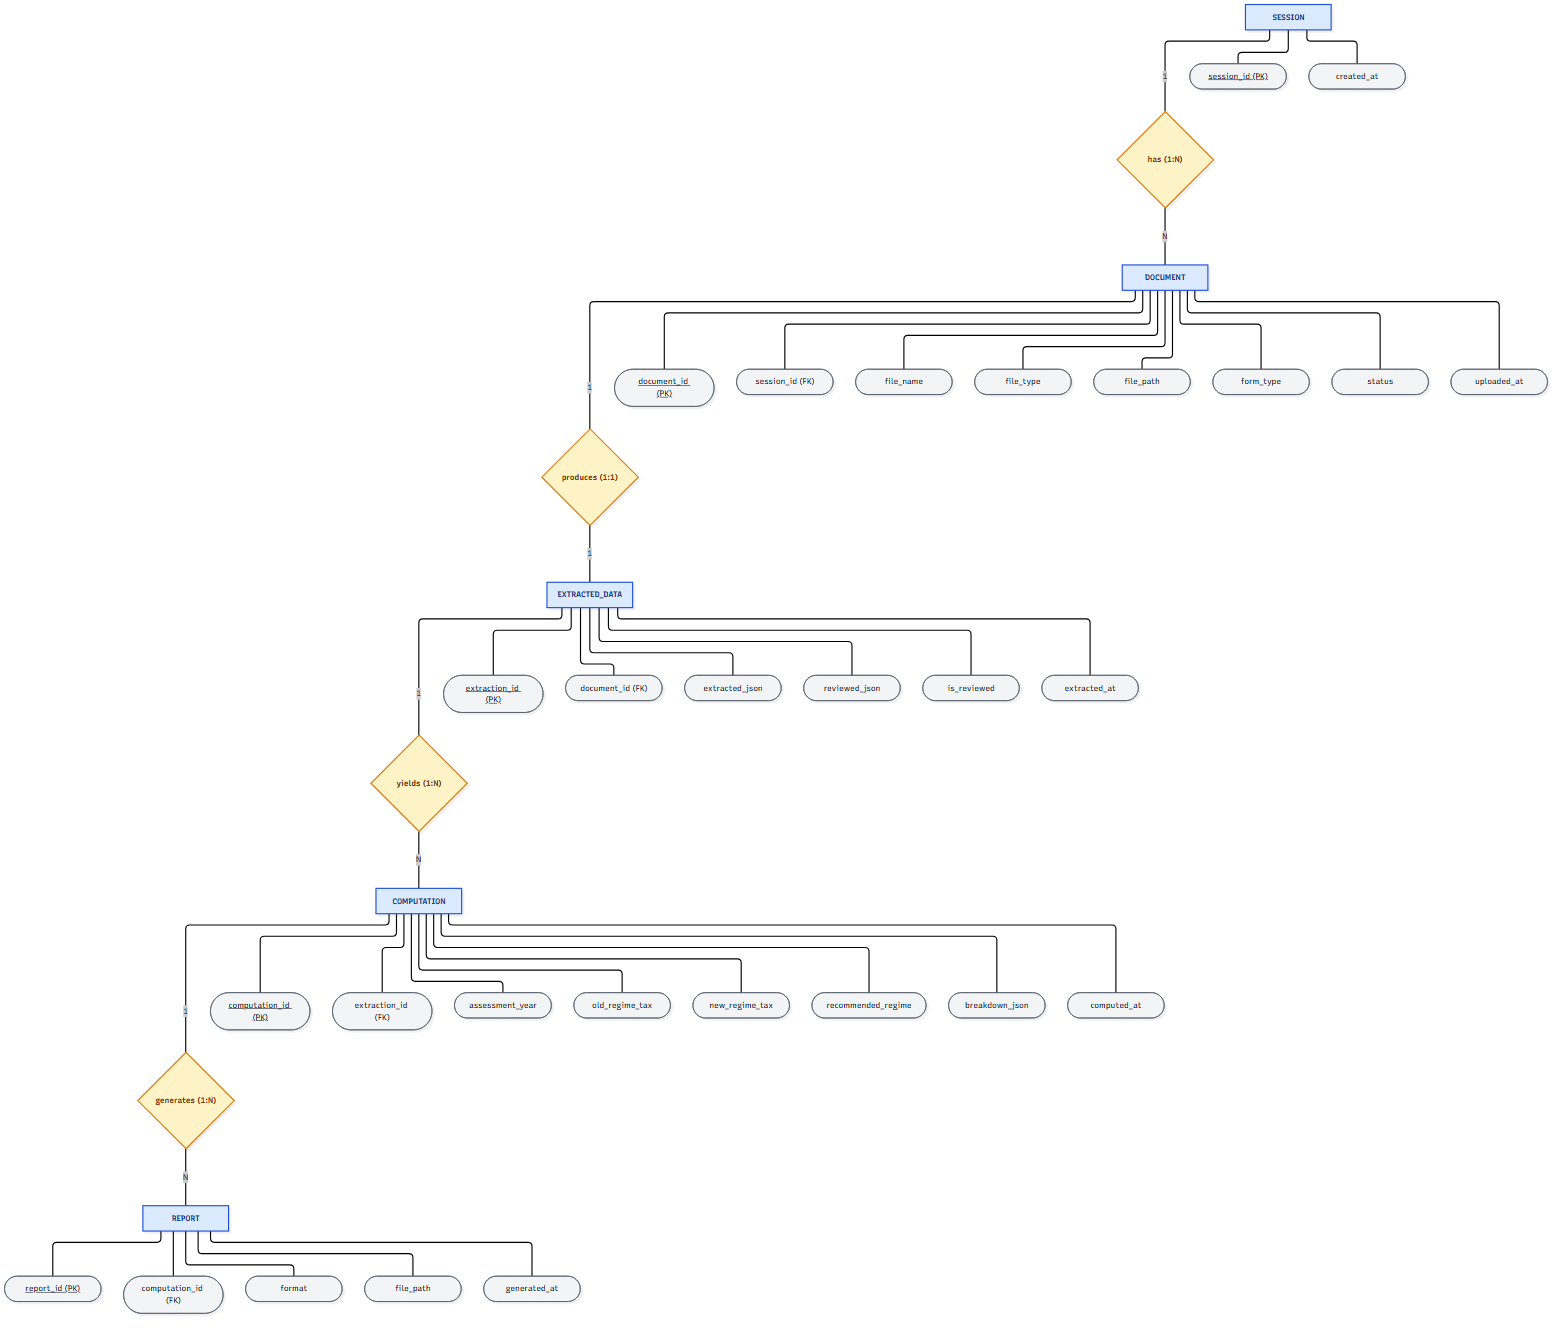 SESSION
1
session_id (PK)
created_at
has (1:N)
N
DOCUMENT
1
document_id
(PK)
session_id (FK)
file_name
file_type
file_path
form_type
status
uploaded_at
produces (1:1)
1
EXTRACTED_DATA
1
extraction_id
(PK)
document_id (FK)
extracted_json
reviewed_json
is_reviewed
extracted_at
yields (1:N)
N
COMPUTATION
1
computation_id
(PK)
extraction_id
(FK)
assessment_year
old_regime_tax
new_regime_tax
recommended_regime
breakdown_json
computed_at
generates (1:N)
N
REPORT
report_id (PK)
computation_id
(FK)
format
file_path
generated_at